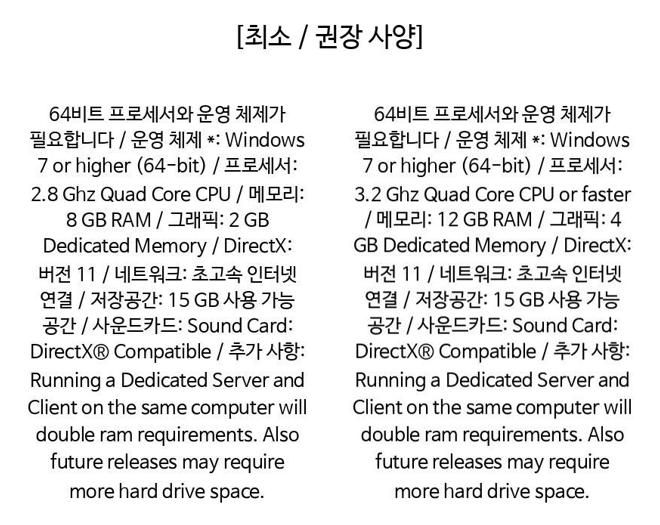 [최소 / 권장 사양]
64비트 프로세서와 운영 체제가
필요합니다 / 운영 체제 *: Windows
7 or higher (64-bit) / 프로세서:
2.8 Ghz Quad Core CPU / 메모리:
8 GB RAM / 그래픽: 2 GB
Dedicated Memory / DirectX:
버전 11 / 네트워크: 초고속 인터넷
연결 / 저장공간: 15 GB 사용 가능
공간 / 사운드카드: Sound Card:
DirectX® Compatible / 추가 사항:
Running a Dedicated Server and
Client on the same computer will
double ram requirements. Also
future releases may require
more hard drive space.
64비트 프로세서와 운영 체제가
필요합니다 / 운영 체제 *: Windows
7 or higher (64-bit) / 프로세서:
3.2 Ghz Quad Core CPU or faster
/ 메모리: 12 GB RAM / 그래픽: 4
GB Dedicated Memory / DirectX:
버전 11 / 네트워크: 초고속 인터넷
연결 / 저장공간: 15 GB 사용 가능
공간 / 사운드카드: Sound Card:
DirectX® Compatible / 추가 사항:
Running a Dedicated Server and
Client on the same computer will
double ram requirements. Also
future releases may require
more hard drive space.